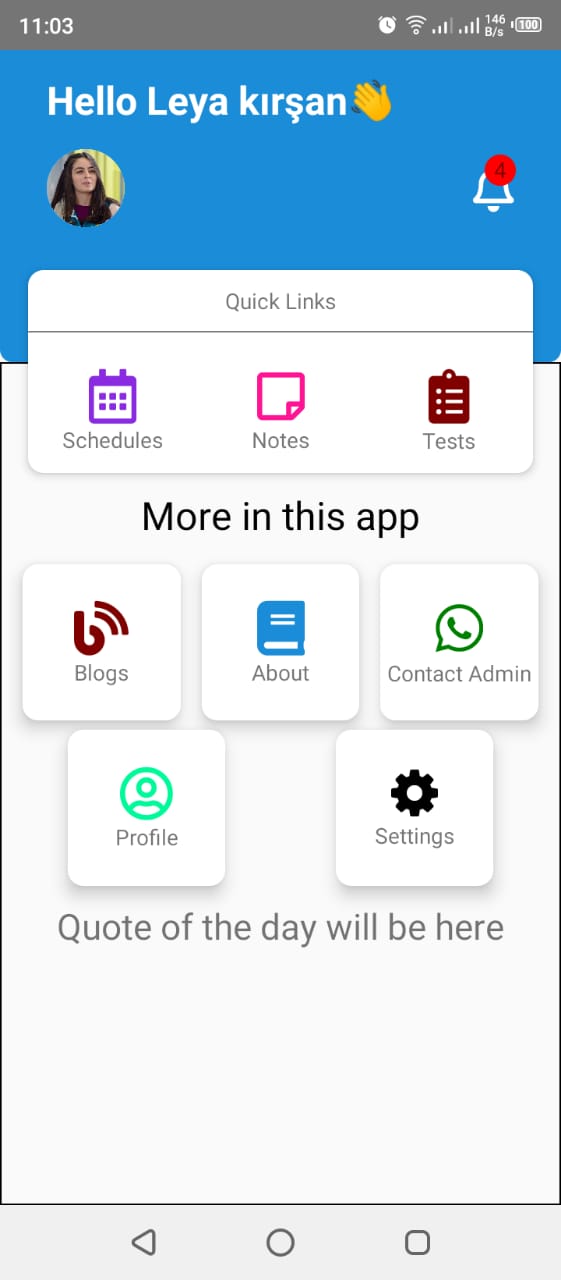 11:03
146
B/s
100
Hello Leya kırşan👋
4
Quick Links
Schedules
Notes
Tests
More in this app
Blogs
About
Contact Admin
Profile
Settings
Quote of the day will be here